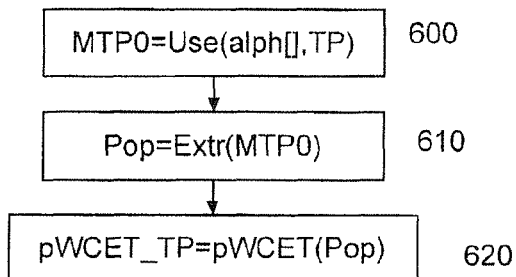 MTP0=Use(alph[],TP)
600
Pop=Extr(MTP0)
610
pWCET_TP=pWCET(Pop)
620